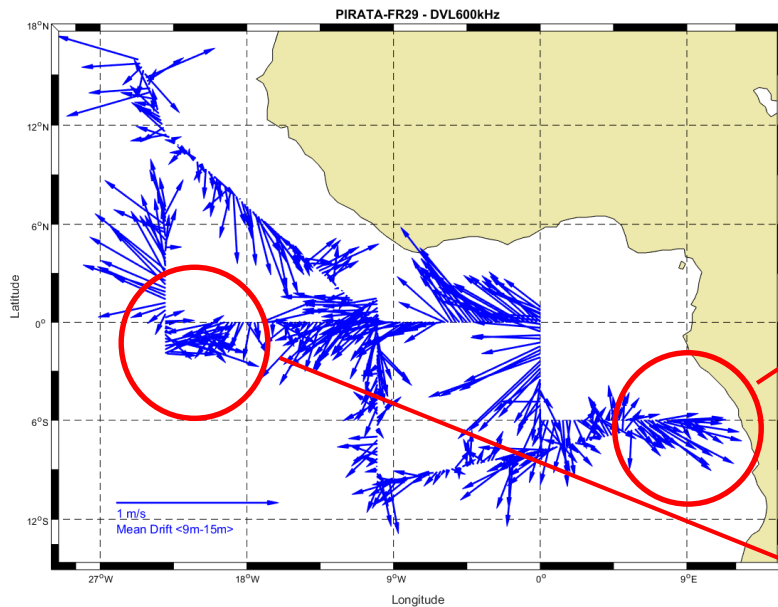 PIRATA-FR29 - DVL600kHz
18°N
12°N
6°N
0°
6°S
12°S
Latitude
1 m/s
Mean Drift <9m-15m>
27°W
18°W
9°W
0°
9°E
Longitude